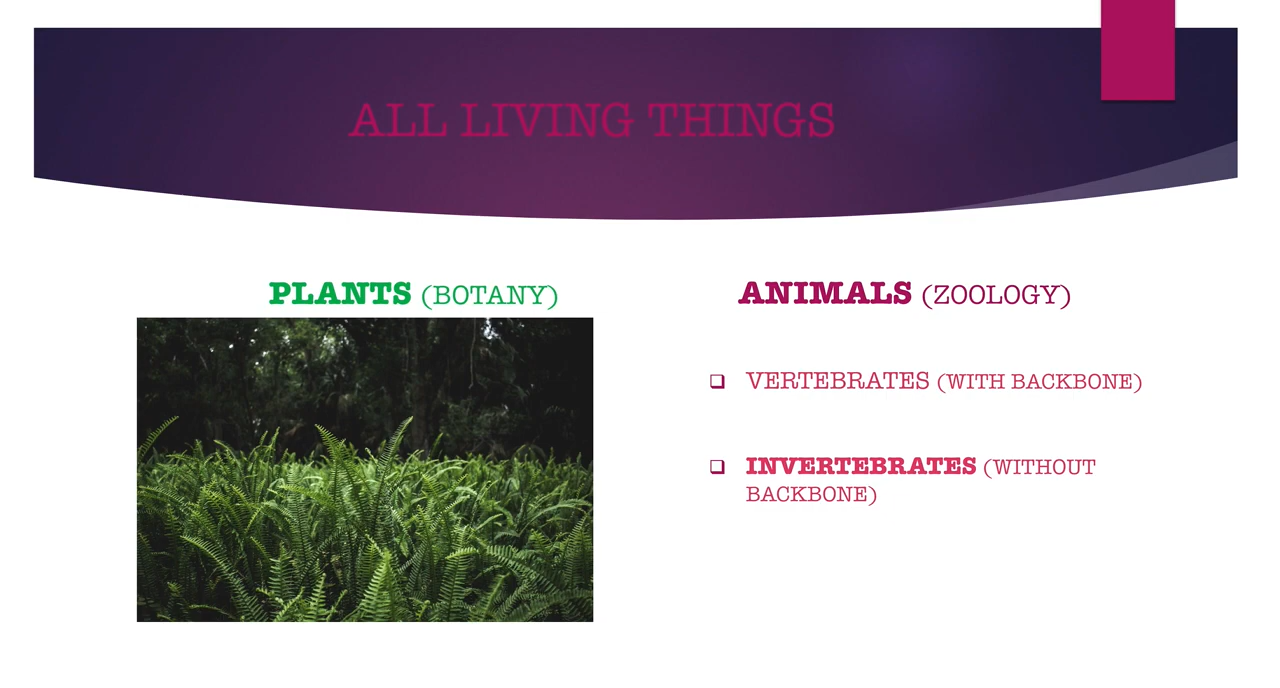 ALL LIVING THINGS
PLANTS (BOTANY)
ANIMALS (ZOOLOGY)
VERTEBRATES (WITH BACKBONE)
INVERTEBRATES (WITHOUT
BACKBONE)